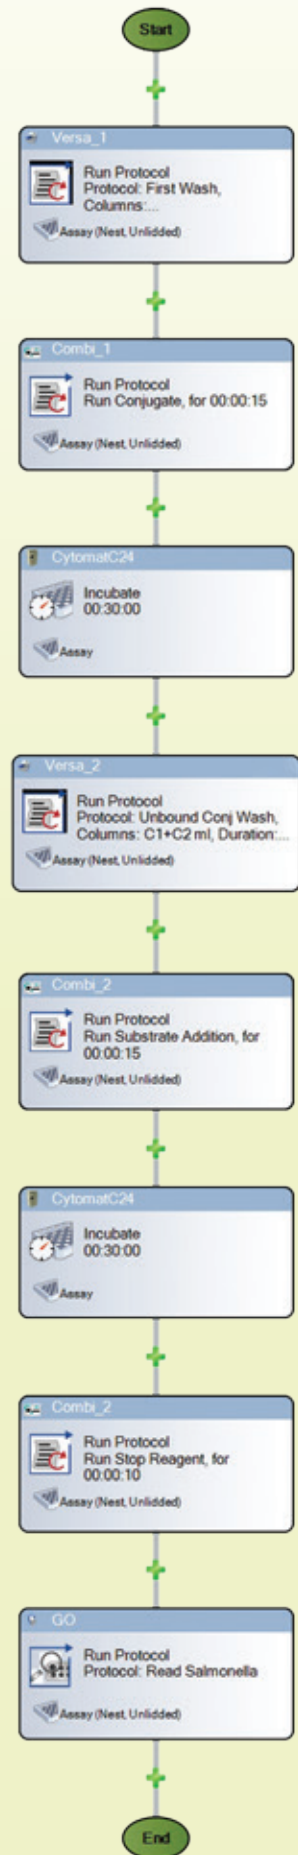 Start
Versa_1
Run Protocol
Protocol: First Wash,
Columns:...
Assay (Nest, Unlidded)
Combi_1
Run Protocol
Run Conjugate, for 00:00:15
Assay (Nest, Unlidded)
CytomatC24
Incubate
00:30:00
Assay
Versa_2
Run Protocol
Protocol: Unbound Conj Wash,
Columns: C1+C2 ml, Duration:...
Assay (Nest, Unlidded)
Combi_2
Run Protocol
Run Substrate Addition, for
00:00:15
Assay (Nest, Unlidded)
CytomatC24
Incubate
00:30:00
Assay
Combi_2
Run Protocol
Run Stop Reagent, for
00:00:10
Assay (Nest, Unlidded)
GO
Run Protocol
Protocol: Read Salmonella
Assay (Nest, Unlidded)
End